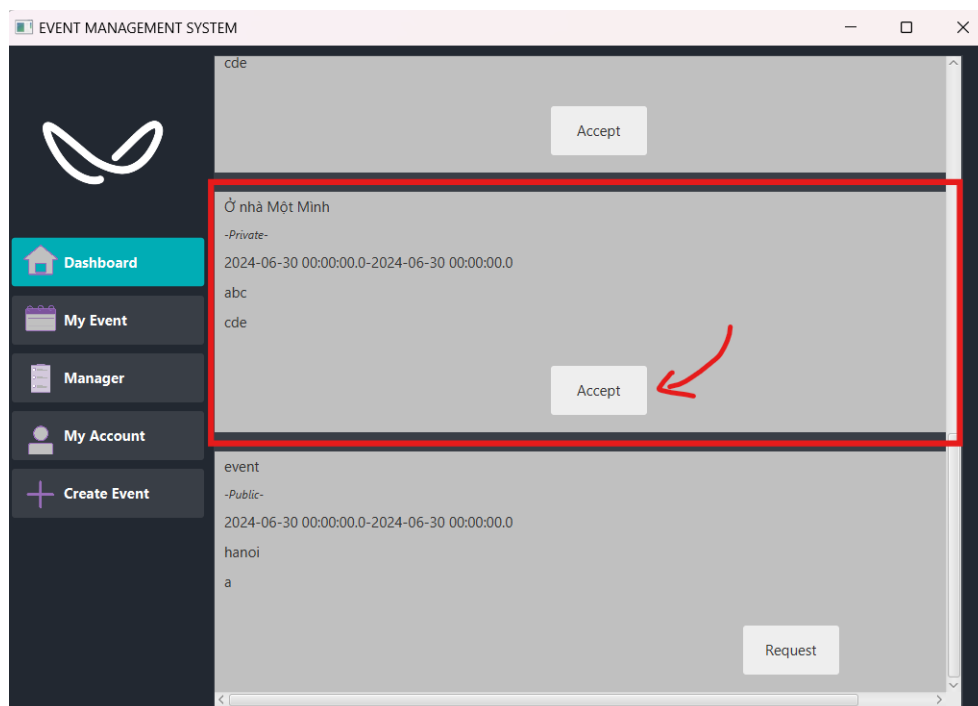 EVENT MANAGEMENT SYSTEM
cde
Accept
Ở nhà Một Mình
-Private-
2024-06-30 00:00:00.0-2024-06-30 00:00:00.0
abc
cde
Accept
event
-Public-
2024-06-30 00:00:00.0-2024-06-30 00:00:00.0
hanoi
a
Request
Dashboard
My Event
Manager
My Account
Create Event